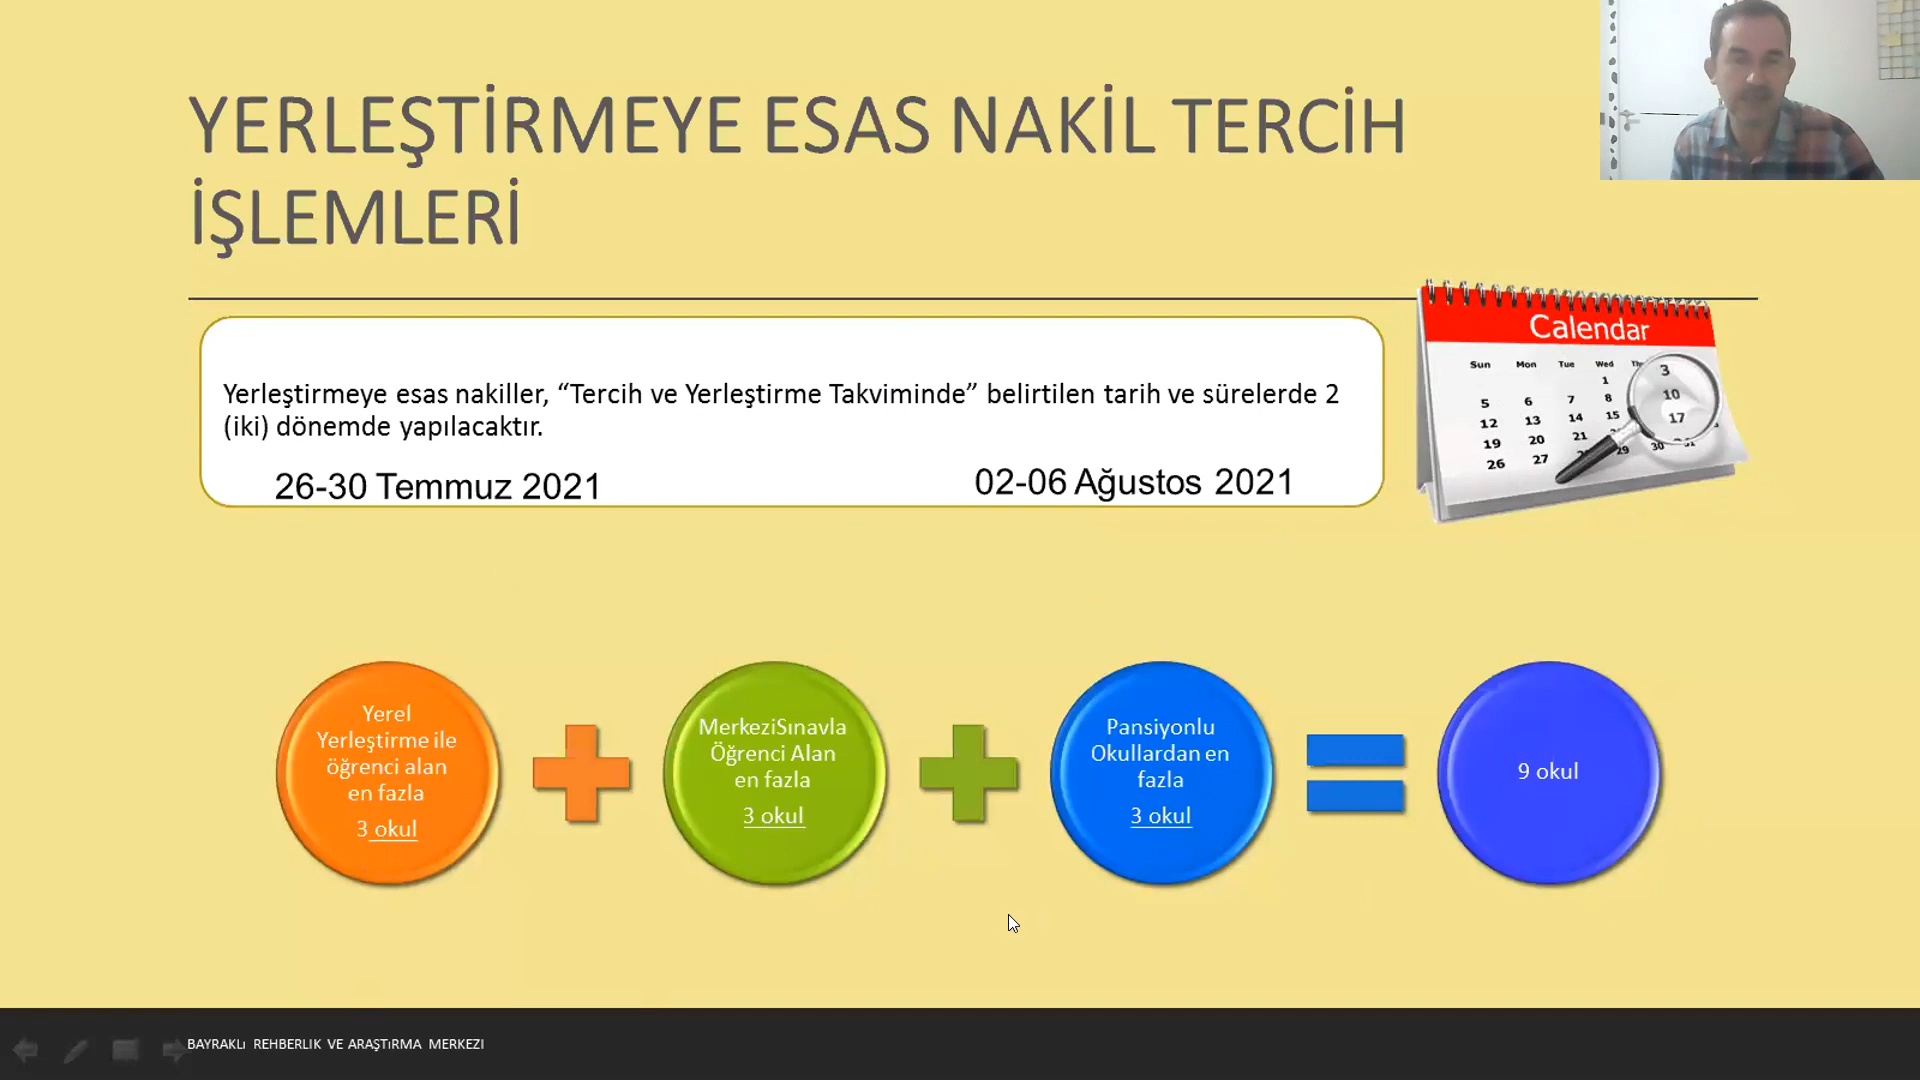 YERLEŞTİRMEYE ESAS NAKİL TERCİH
İŞLEMLERİ
Calendar
Sun Mon Tue Wed
1 3
5 6 7 8 10
12 13 14 15 17
19 20 21
26 27 29 30 31
Yerleştirmeye esas nakiller, “Tercih ve Yerleştirme Takviminde” belirtilen tarih ve sürelerde 2
(iki) dönemde yapılacaktır.
26-30 Temmuz 2021
02-06 Ağustos 2021
Yerel
Yerleştirme ile
öğrenci alan
en fazla
3 okul
MerkeziSınavla
Öğrenci Alan
en fazla
3 okul
Pansiyonlu
Okullardan en
fazla
3 okul
9 okul
BAYRAKLı REHBERLIK VE ARAŞTıRMA MERKEZI